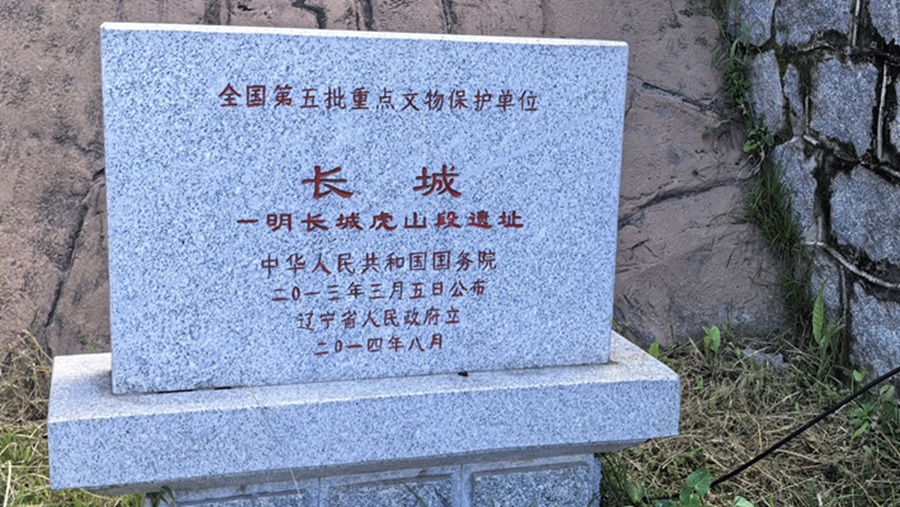 全国第五批重点文物保护单位
长城
一明长城虎山段遗址
中华人民共和国国务院
二〇一三年三月五日公布
辽宁省人民政府立
二〇一四年八月